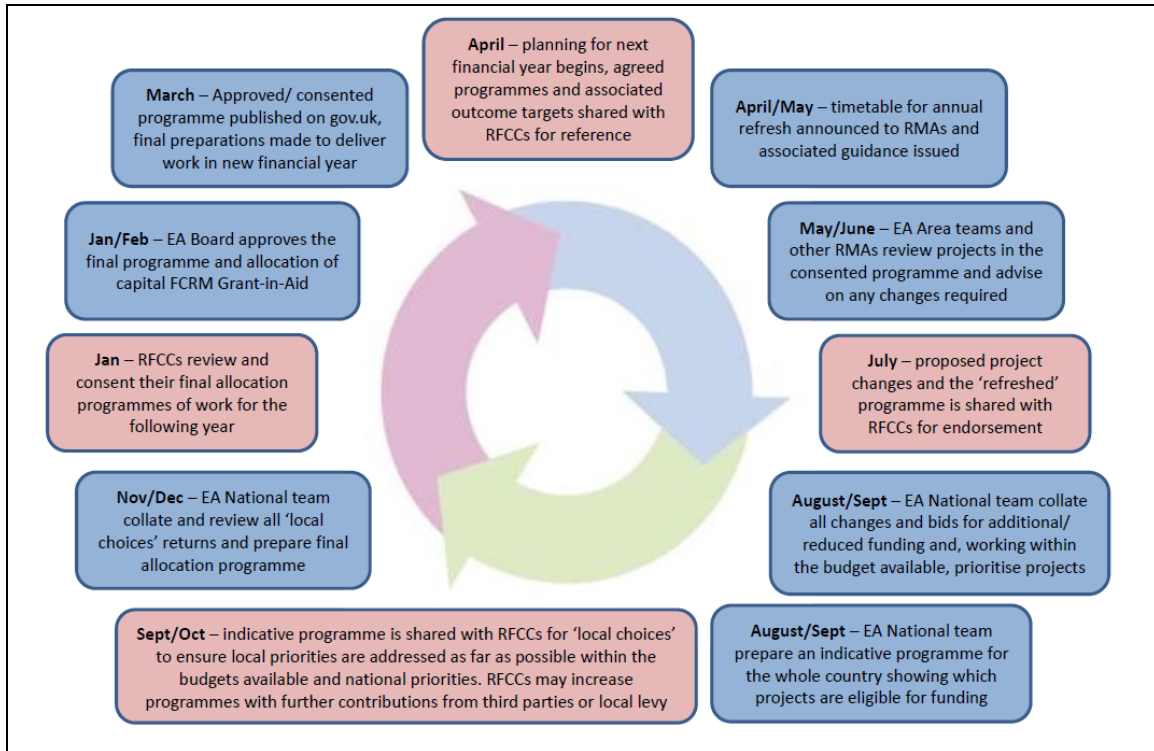 April – planning for next
financial year begins, agreed
programmes and associated
outcome targets shared with
RFCCs for reference
April/May – timetable for annual
refresh announced to RMAs and
associated guidance issued
May/June – EA Area teams and
other RMAs review projects in the
consented programme and advise
on any changes required
July – proposed project
changes and the ‘refreshed’
programme is shared with
RFCCs for endorsement
August/Sept – EA National team collate
all changes and bids for additional/
reduced funding and, working within
the budget available, prioritise projects
August/Sept – EA National team
prepare an indicative programme for
the whole country showing which
projects are eligible for funding
Sept/Oct – indicative programme is shared with RFCCs for ‘local choices’
to ensure local priorities are addressed as far as possible within the
budgets available and national priorities. RFCCs may increase
programmes with further contributions from third parties or local levy
Nov/Dec – EA National team
collate and review all ‘local
choices’ returns and prepare final
allocation programme
Jan – RFCCs review and
consent their final allocation
programmes of work for the
following year
Jan/Feb – EA Board approves the
final programme and allocation of
capital FCRM Grant-in-Aid
March – Approved/ consented
programme published on gov.uk,
final preparations made to deliver
work in new financial year